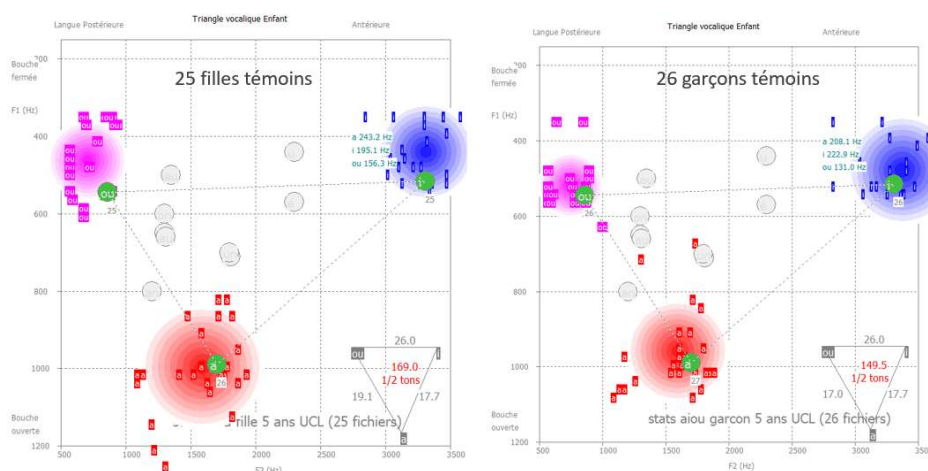 Langue Postérieure
Triangle vocalique Enfant
Antérieure
Bouche
fermée
25 filles témoins
F1 (Hz)
a 243.2 Hz
i 195.1 Hz
ou 156.3 Hz
400
600
800
1000
1200
ou
i
a
25
25
26
26.0
ou
i
169.0
1/2 tons
19.1
17.7
a
Bouche
ouverte
fille 5 ans UCL (25 fichiers)
500
1000
1500
2000
2500
3000
3500
F2 (Hz)
Langue Postérieure
Triangle vocalique Enfant
Antérieure
Bouche
fermée
26 garçons témoins
F1 (Hz)
a 208.1 Hz
i 222.9 Hz
ou 131.0 Hz
400
600
800
1000
1200
ou
i
a
26
26
27
26.0
ou
i
149.5
1/2 tons
17.0
17.7
a
Bouche
ouverte
stats aiou garcon 5 ans UCL (26 fichiers)
500
1000
1500
2000
2500
3000
3500
F2 (Hz)